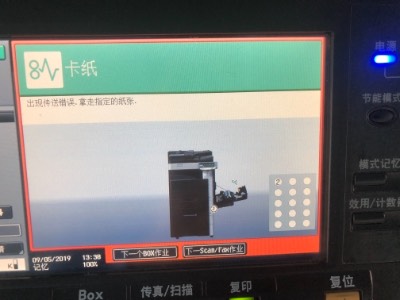 卡纸
出现传送错误。拿走指定的纸张.
电源
节能模式
模式记忆
效用/计数器
下一个BOX作业
下一Scan/fax作业
09/05/2019 13:38
记忆 100%
K
Box
传真/扫描
复印
复位